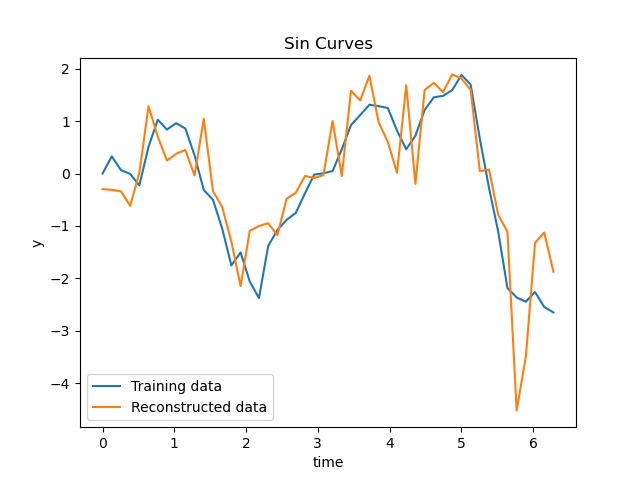 Sin Curves
2
1
0
−1
−2
−3
−4
y
Training data
Reconstructed data
0 1 2 3 4 5 6
time